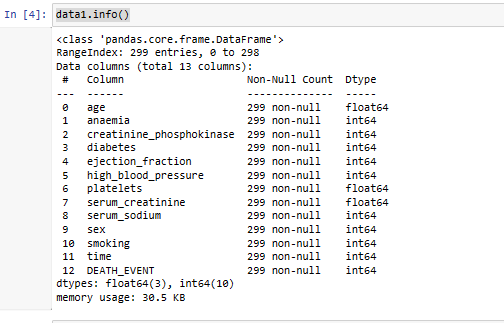 In [4]: data1.info()
<class 'pandas.core.frame.DataFrame'>
RangeIndex: 299 entries, 0 to 298
Data columns (total 13 columns):
 #   Column                    Non-Null Count  Dtype
---  ------                    --------------  -----
 0   age                       299 non-null    float64
 1   anaemia                   299 non-null    int64
 2   creatinine_phosphokinase  299 non-null    int64
 3   diabetes                  299 non-null    int64
 4   ejection_fraction         299 non-null    int64
 5   high_blood_pressure       299 non-null    int64
 6   platelets                 299 non-null    float64
 7   serum_creatinine          299 non-null    float64
 8   serum_sodium              299 non-null    int64
 9   sex                       299 non-null    int64
 10  smoking                   299 non-null    int64
 11  time                      299 non-null    int64
 12  DEATH_EVENT               299 non-null    int64
dtypes: float64(3), int64(10)
memory usage: 30.5 KB